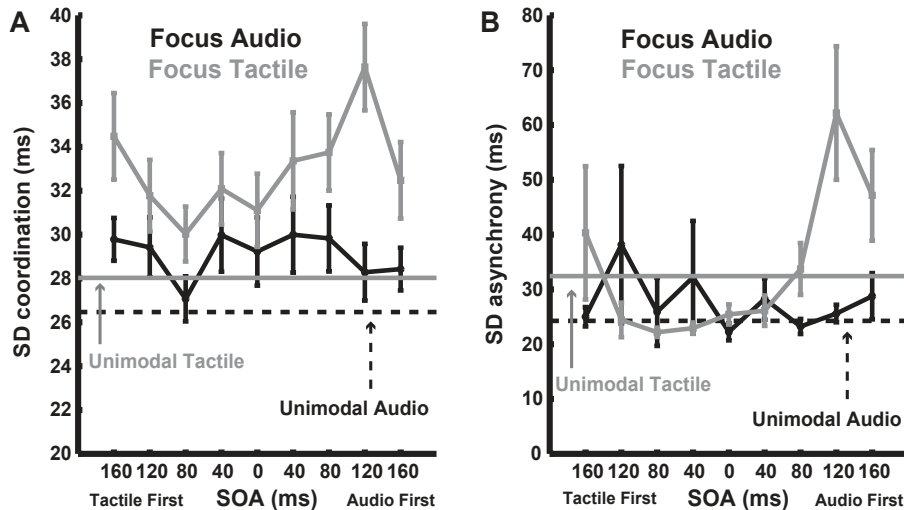 A
Focus Audio
Focus Tactile
SD coordination (ms)
40
38
36
34
32
30
28
26
24
22
20
Unimodal Tactile
Unimodal Audio
160 120 80 40 0 40 80 120 160
Tactile First SOA (ms) Audio First
B
Focus Audio
Focus Tactile
SD asynchrony (ms)
80
70
60
50
40
30
20
10
0
Unimodal Tactile
Unimodal Audio
160 120 80 40 0 40 80 120 160
Tactile First SOA (ms) Audio First